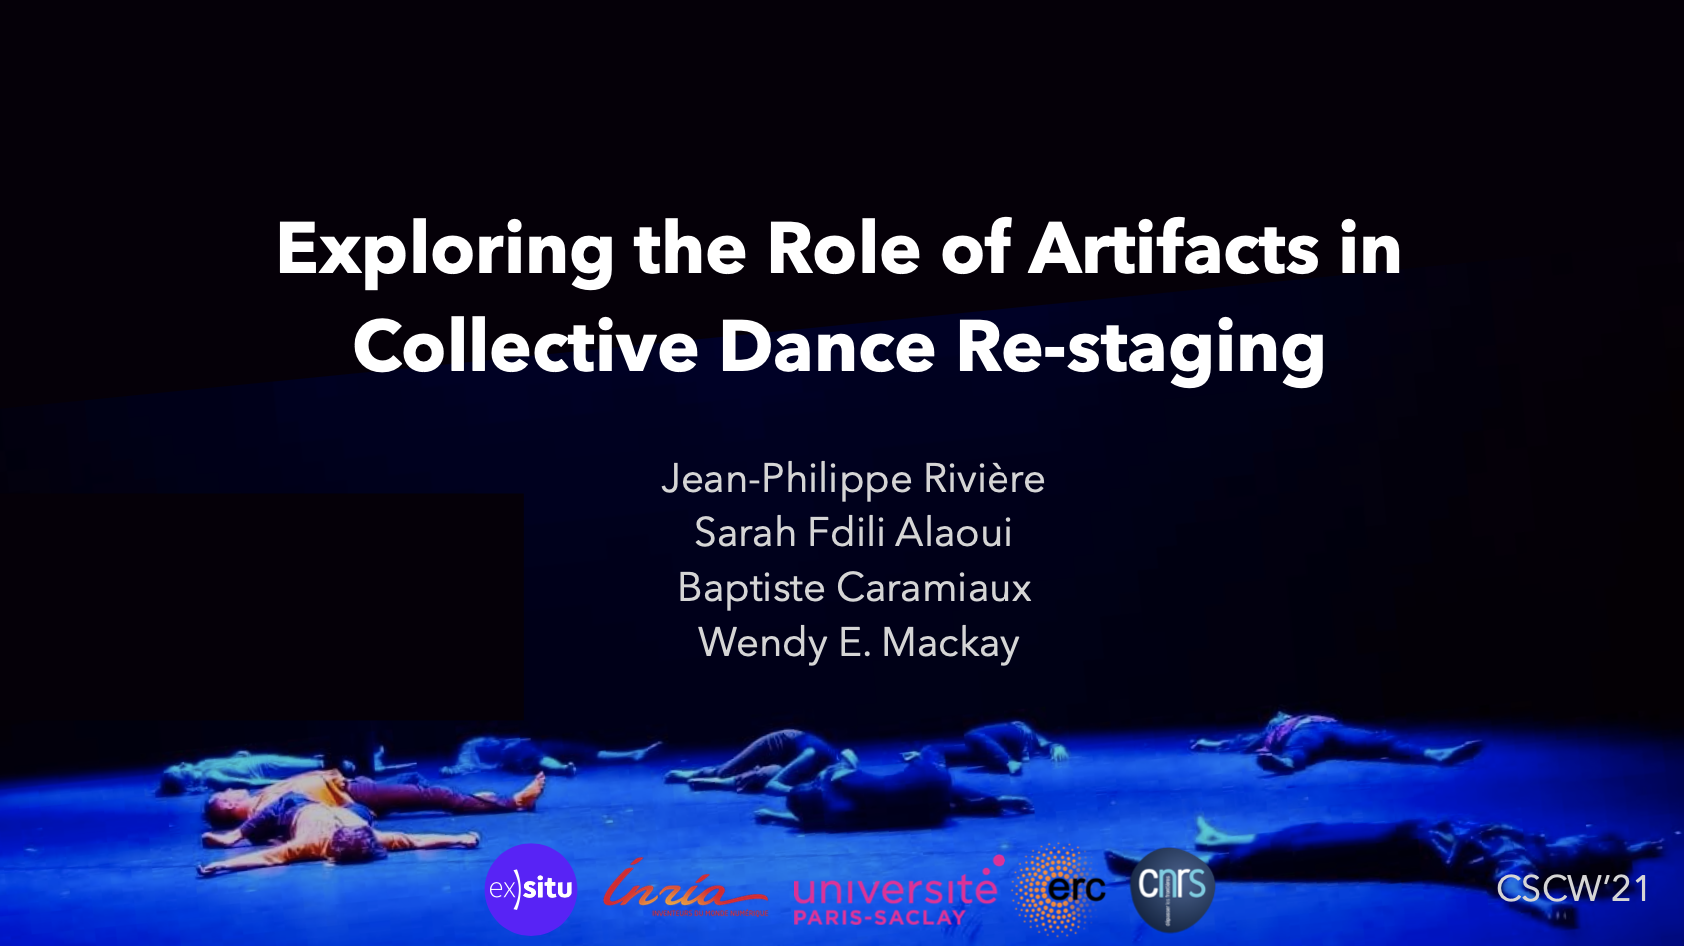 Exploring the Role of Artifacts in
Collective Dance Re-staging
Jean-Philippe Rivière
Sarah Fdili Alaoui
Baptiste Caramiaux
Wendy E. Mackay
ex)situ
Inria
université
PARIS-SACLAY
erc
cnrs
CSCW'21